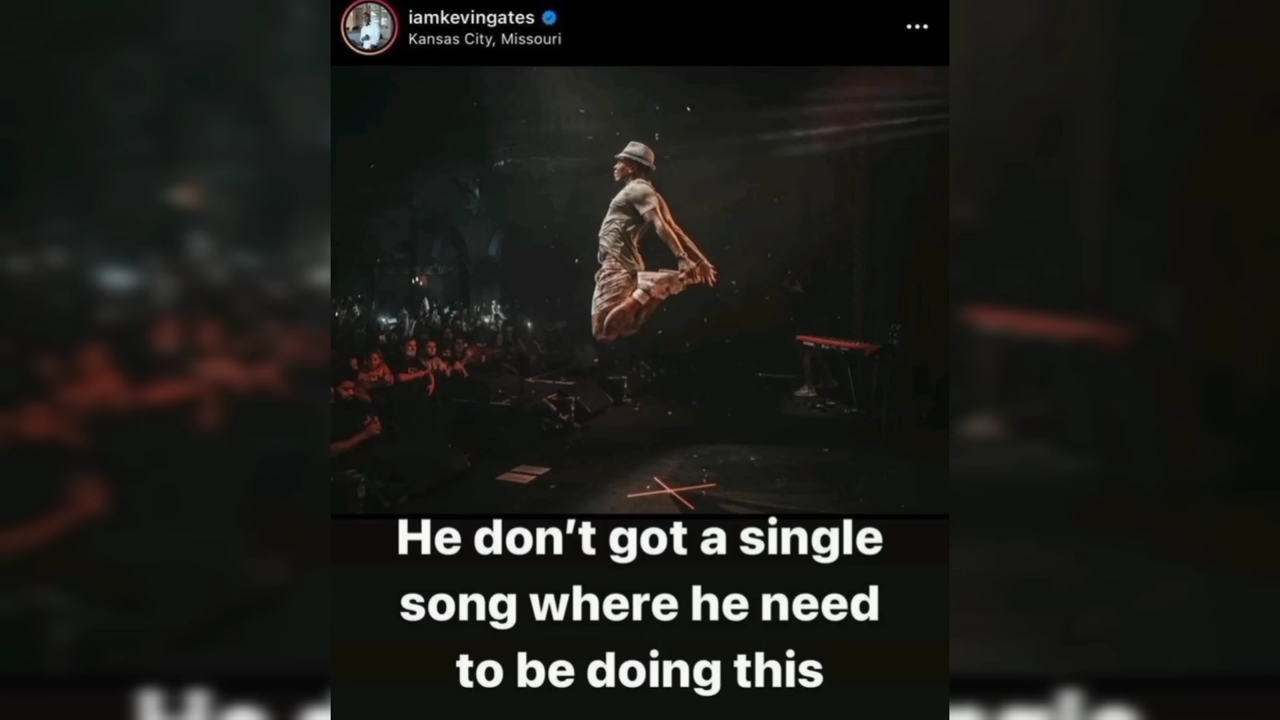 iamkevingates
Kansas City, Missouri
He don’t got a single
song where he need
to be doing this